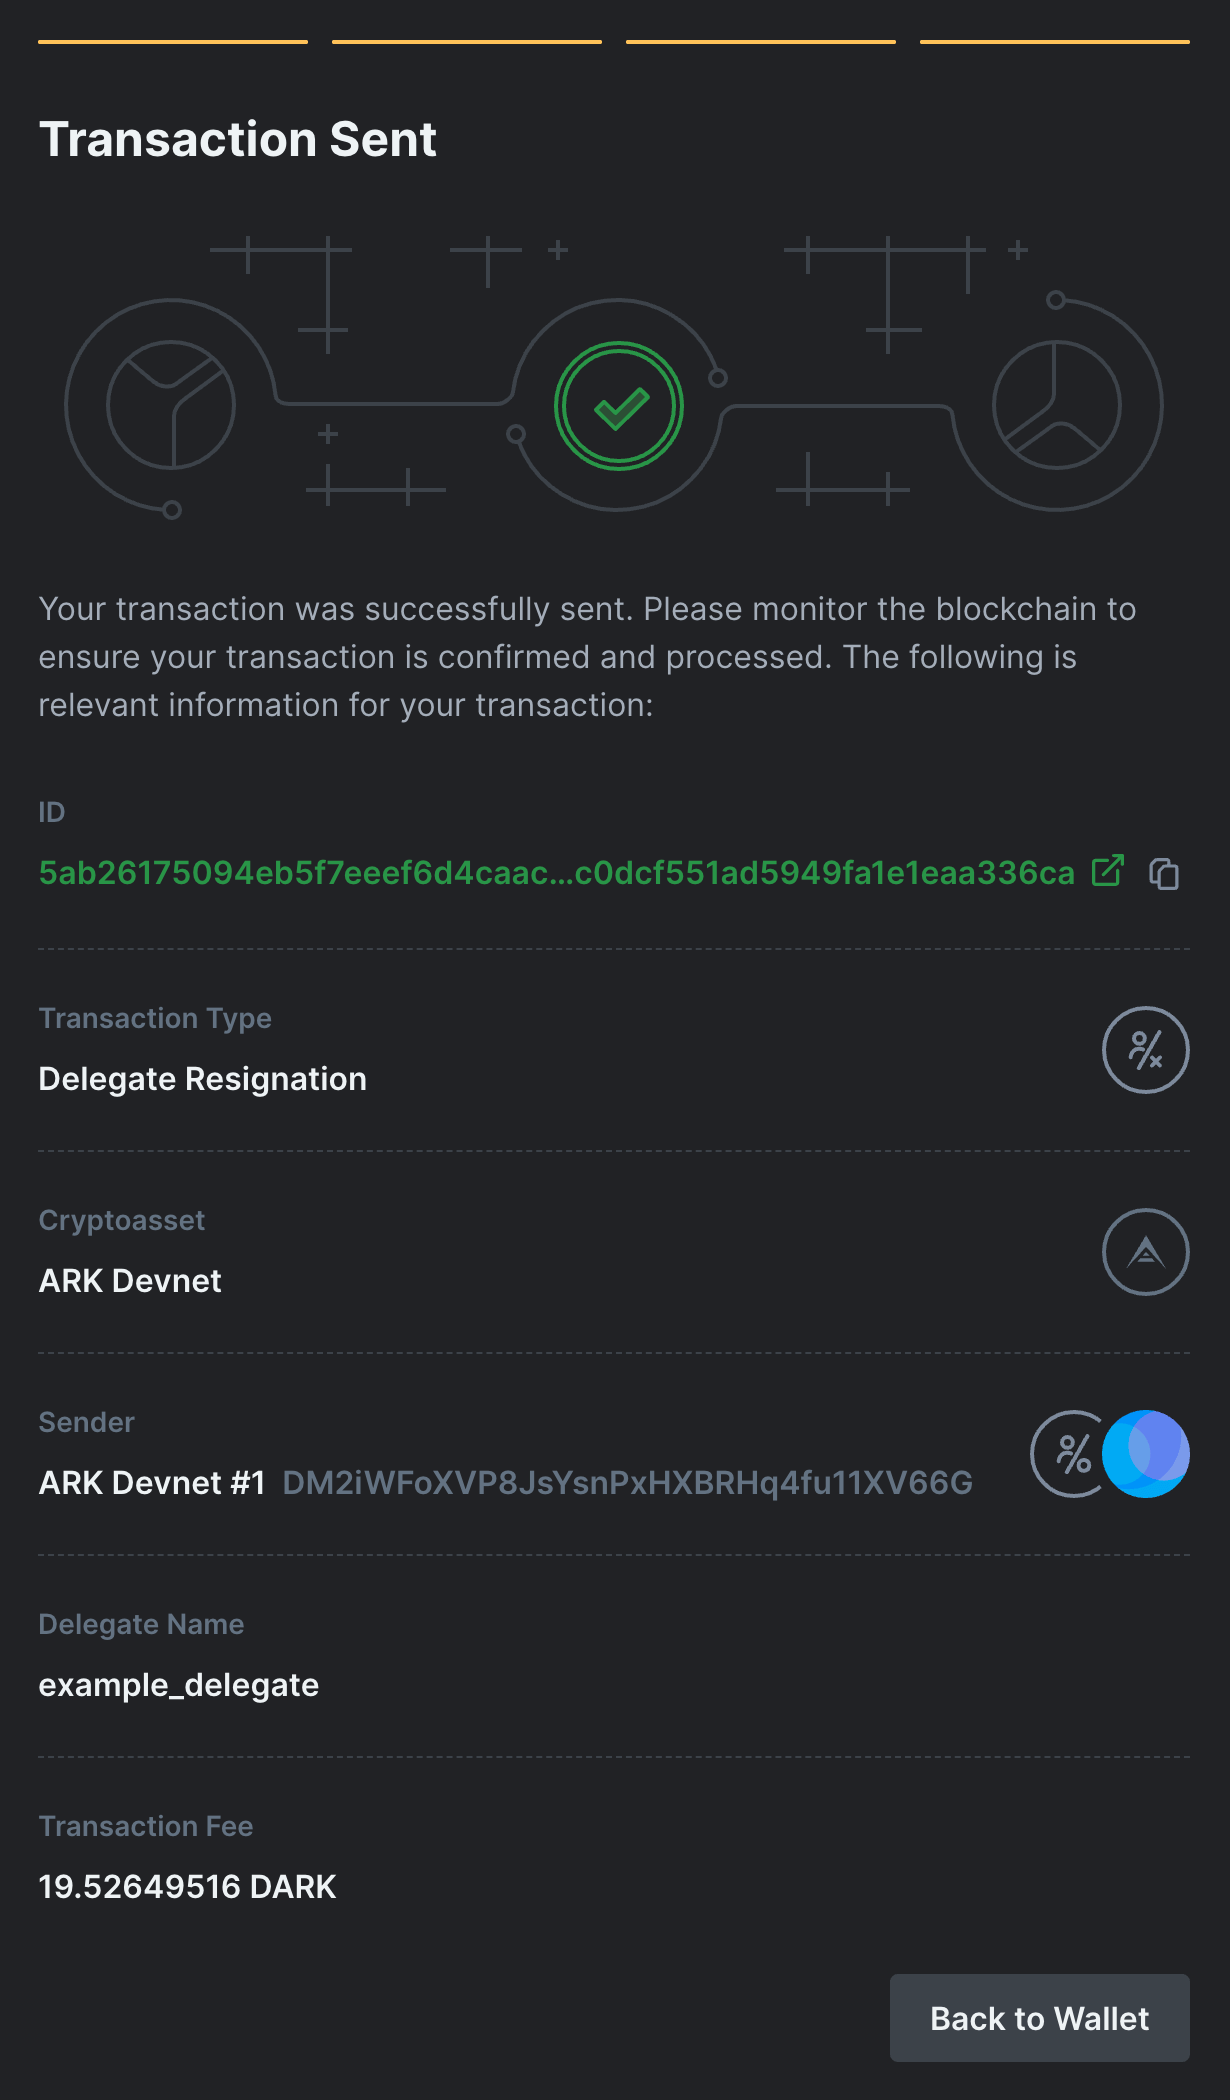 Transaction Sent
Your transaction was successfully sent. Please monitor the blockchain to
ensure your transaction is confirmed and processed. The following is
relevant information for your transaction:
ID
5ab26175094eb5f7eeef6d4caac...c0dcf551ad5949fa1e1eaa336ca
Transaction Type
Delegate Resignation
Cryptoasset
ARK Devnet
Sender
ARK Devnet #1 DM2iWFoXVP8JsYsnPxHXBRHq4fu11XV66G
Delegate Name
example_delegate
Transaction Fee
19.52649516 DARK
Back to Wallet